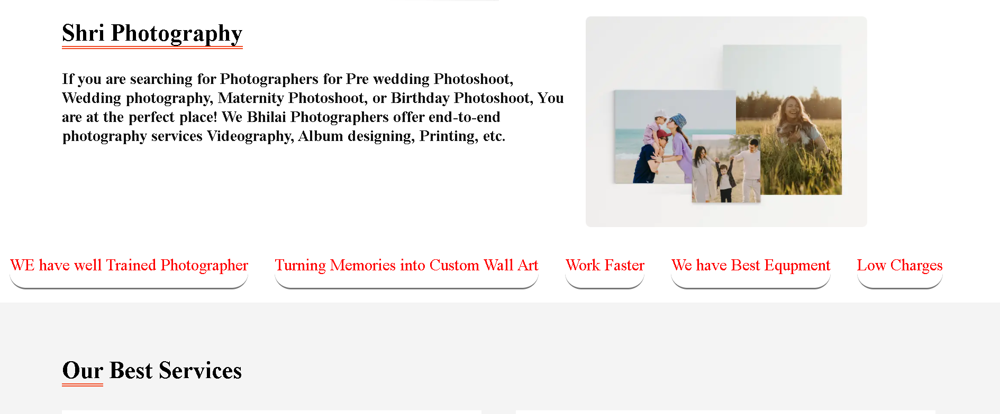 Shri Photography
If you are searching for Photographers for Pre wedding Photoshoot,
Wedding photography, Maternity Photoshoot, or Birthday Photoshoot, You
are at the perfect place! We Bhilai Photographers offer end-to-end
photography services Videography, Album designing, Printing, etc.
WE have well Trained Photographer
Turning Memories into Custom Wall Art
Work Faster
We have Best Equpment
Low Charges
Our Best Services